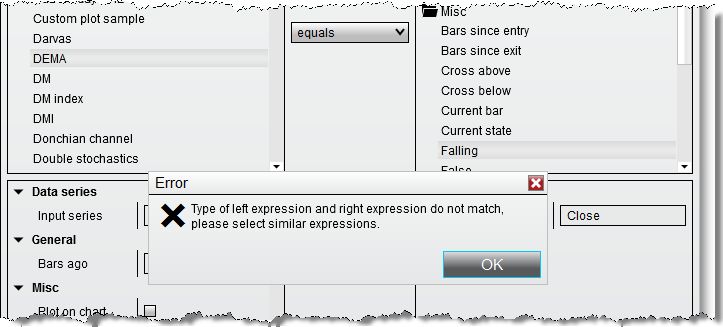 Custom plot sample
Darvas
DEMA
DM
DM index
DMI
Donchian channel
Double stochastics
equals
Misc
Bars since entry
Bars since exit
Cross above
Cross below
Current bar
Current state
Falling
False
Error
Type of left expression and right expression do not match,
please select similar expressions.
OK
Data series
Input series
Close
General
Bars ago
Misc
Plot on chart